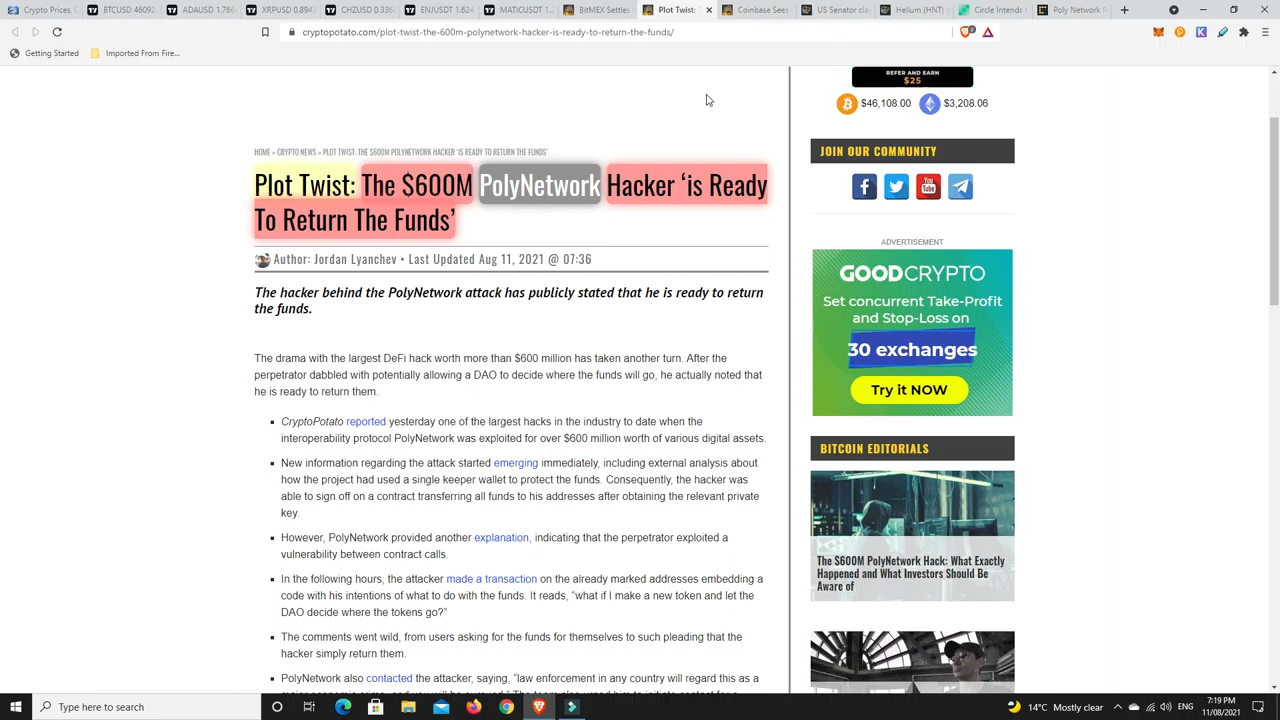 Crypto Prices,
BTCUSD 4609
ADAUSD 1.766
XRPUSD 0.894
CHZUSD 0.336
ENJUSDT 1.624
MATICUSDT 1.
BitMEX Settles
Plot Twist:
Coinbase Sees
US Senator cla
Helium (HNT)
Circle Intends
Poly Network P
cryptopotato.com/plot-twist-the-600m-polynetwork-hacker-is-ready-to-return-the-funds/
Getting Started
Imported From Fire...
REFER AND EARN
$25
$46,108.00 $3,208.06
HOME » CRYPTO NEWS » PLOT TWIST: THE $600M POLYNETWORK HACKER 'IS READY TO RETURN THE FUNDS'
Plot Twist: The $600M PolyNetwork Hacker ‘is Ready
To Return The Funds’
Author: Jordan Lyanchev • Last Updated Aug 11, 2021 @ 07:36
The hacker behind the PolyNetwork attack has publicly stated that he is ready to return
the funds.
The drama with the largest DeFi hack worth more than $600 million has taken another turn. After the
perpetrator dabbled with potentially allowing a DAO to decide where the funds will go, he actually noted that
he is ready to return them.
CryptoPotato reported yesterday one of the largest hacks in the industry to date when the
interoperability protocol PolyNetwork was exploited for over $600 million worth of various digital assets.
New information regarding the attack started emerging immediately, including external analysis about
how the project had used a single keeper wallet to protect the funds. Consequently, the hacker was
able to sign off on a contract transferring all funds to his addresses after obtaining the relevant private
key.
However, PolyNetwork provided another explanation, indicating that the perpetrator exploited a
vulnerability between contract calls.
In the following hours, the attacker made a transaction on the already marked addresses embedding a
code with his intentions of what to do with the funds. It reads, “what if I make a new token and let the
DAO decide where the tokens go?”
The comments went wild, from users asking for the funds for themselves to such pleading that the
hacker simply return them.
PolyNetwork also contacted the attacker, saying, “law enforcement in any country will regard this as a
JOIN OUR COMMUNITY
You
Tube
ADVERTISEMENT
GOODCRYPTO
Set concurrent Take-Profit
and Stop-Loss on
30 exchanges
Try it NOW
BITCOIN EDITORIALS
The $600M PolyNetwork Hack: What Exactly
Happened and What Investors Should Be
Aware of
Type here to search
14°C Mostly clear
7:19 PM
11/08/2021